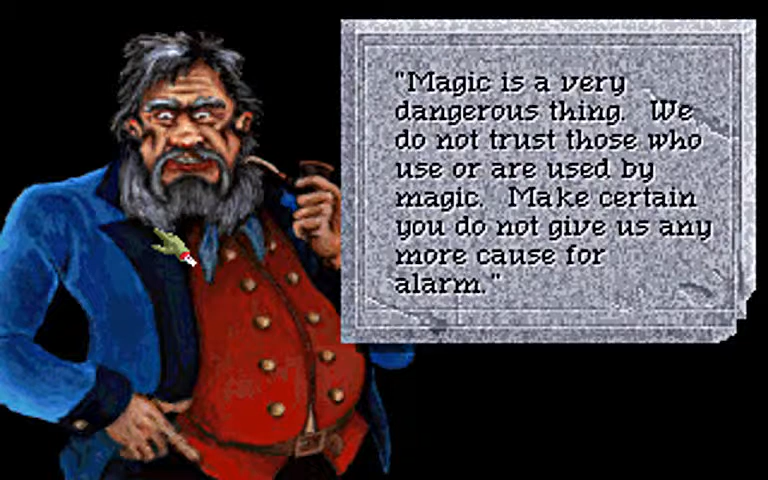 "Magic is a very
dangerous thing.  We
do not trust those who
use or are used by
magic.  Make certain
you do not give us any
more cause for
alarm."